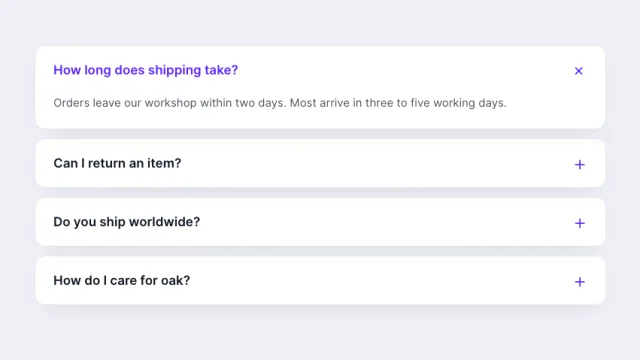 How long does shipping take?
Orders leave our workshop within two days. Most arrive in three to five working days.
Can I return an item?
Do you ship worldwide?
How do I care for oak?